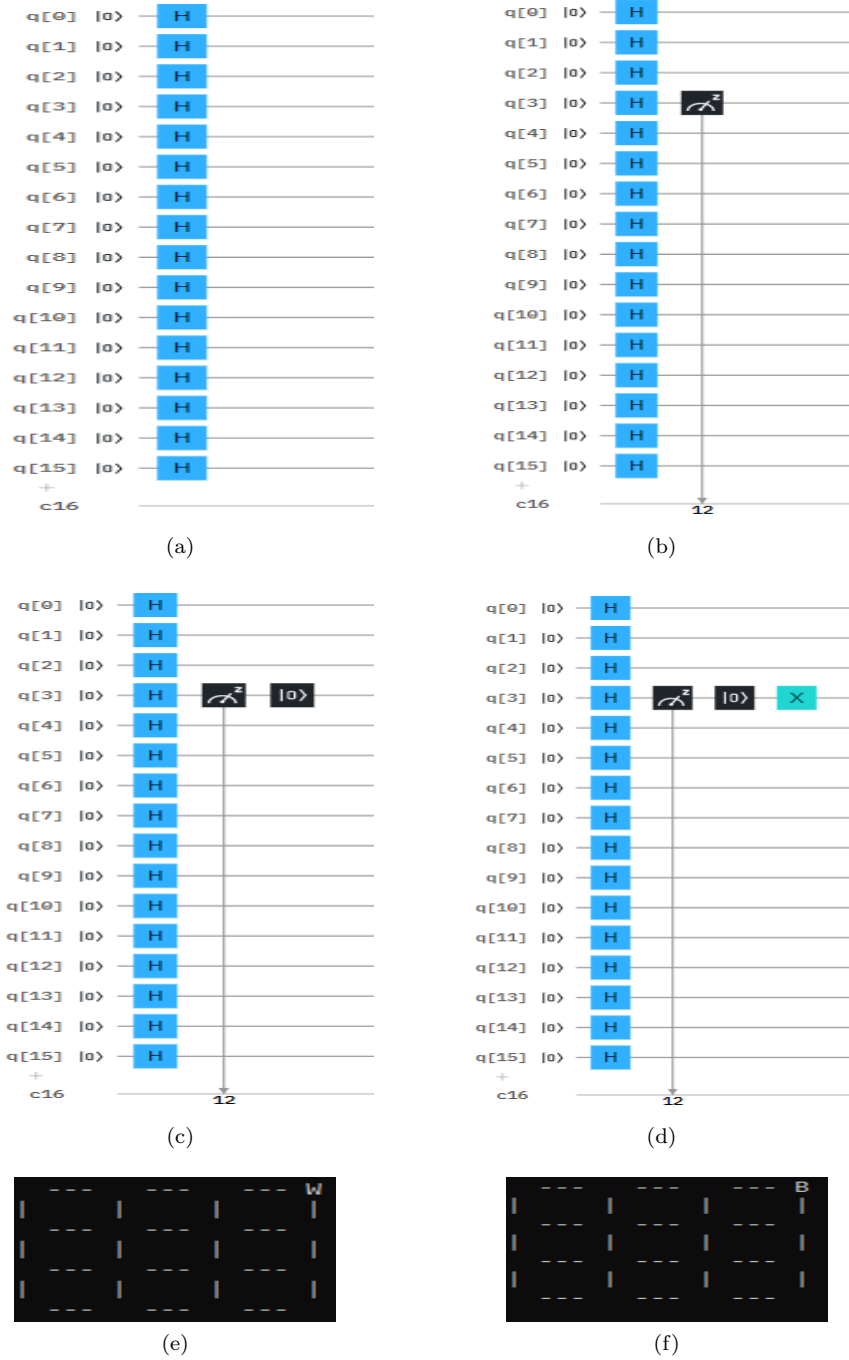 q[0] |0⟩ H
q[1] |0⟩ H
q[2] |0⟩ H
q[3] |0⟩ H
q[4] |0⟩ H
q[5] |0⟩ H
q[6] |0⟩ H
q[7] |0⟩ H
q[8] |0⟩ H
q[9] |0⟩ H
q[10] |0⟩ H
q[11] |0⟩ H
q[12] |0⟩ H
q[13] |0⟩ H
q[14] |0⟩ H
q[15] |0⟩ H
+
c16
(a)
q[0] |0⟩ H
q[1] |0⟩ H
q[2] |0⟩ H
q[3] |0⟩ H z
q[4] |0⟩ H
q[5] |0⟩ H
q[6] |0⟩ H
q[7] |0⟩ H
q[8] |0⟩ H
q[9] |0⟩ H
q[10] |0⟩ H
q[11] |0⟩ H
q[12] |0⟩ H
q[13] |0⟩ H
q[14] |0⟩ H
q[15] |0⟩ H
+
c16
12
(b)
q[0] |0⟩ H
q[1] |0⟩ H
q[2] |0⟩ H
q[3] |0⟩ H z |0⟩
q[4] |0⟩ H
q[5] |0⟩ H
q[6] |0⟩ H
q[7] |0⟩ H
q[8] |0⟩ H
q[9] |0⟩ H
q[10] |0⟩ H
q[11] |0⟩ H
q[12] |0⟩ H
q[13] |0⟩ H
q[14] |0⟩ H
q[15] |0⟩ H
+
c16
12
(c)
q[0] |0⟩ H
q[1] |0⟩ H
q[2] |0⟩ H
q[3] |0⟩ H z |0⟩ X
q[4] |0⟩ H
q[5] |0⟩ H
q[6] |0⟩ H
q[7] |0⟩ H
q[8] |0⟩ H
q[9] |0⟩ H
q[10] |0⟩ H
q[11] |0⟩ H
q[12] |0⟩ H
q[13] |0⟩ H
q[14] |0⟩ H
q[15] |0⟩ H
+
c16
12
(d)
--- --- --- W
| | | |
--- --- ---
| | | |
--- --- ---
| | | |
--- --- ---
(e)
--- --- --- B
| | | |
--- --- ---
| | | |
--- --- ---
| | | |
--- --- ---
(f)